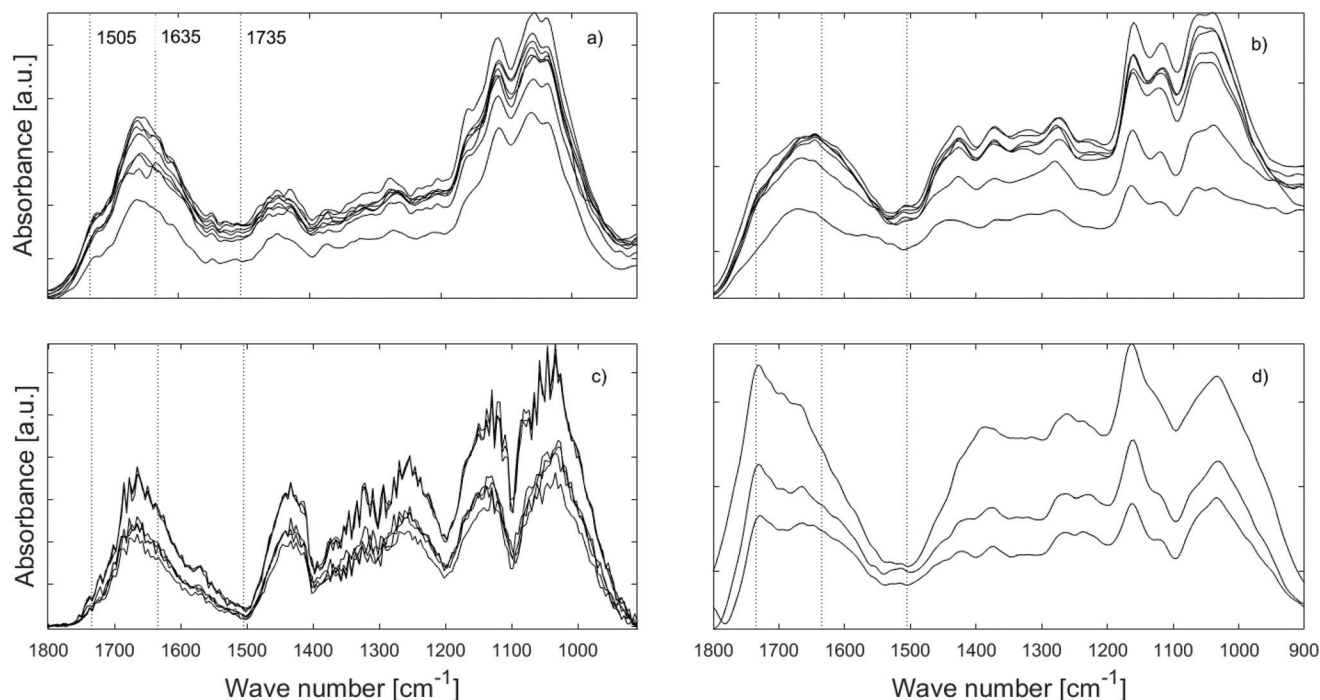 1505 1635 1735 a)
b)
Absorbance [a.u.]
c)
d)
Absorbance [a.u.]
1800 1700 1600 1500 1400 1300 1200 1100 1000
1800 1700 1600 1500 1400 1300 1200 1100 1000 900
Wave number [cm⁻¹]
Wave number [cm⁻¹]